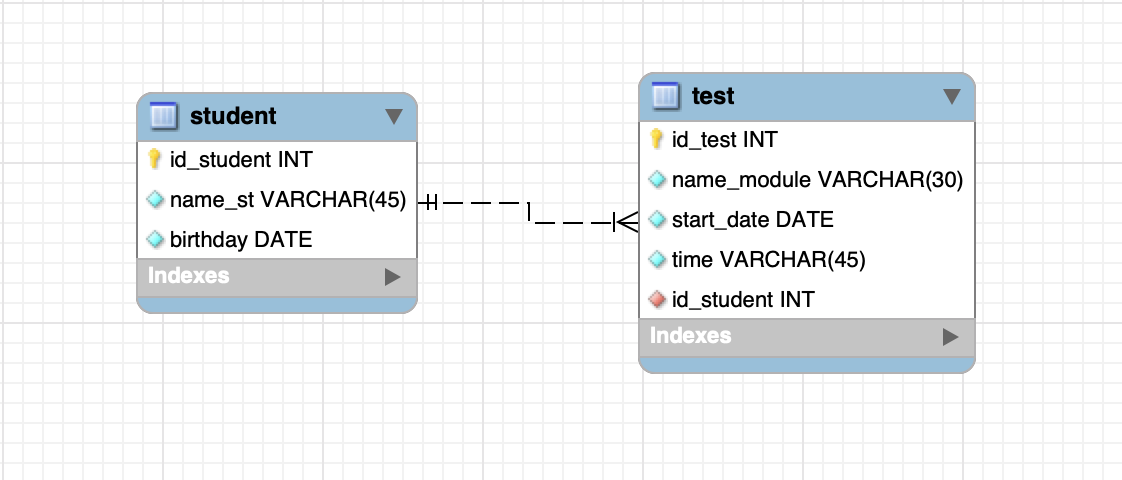 student
id_student INT
name_st VARCHAR(45)
birthday DATE
Indexes
test
id_test INT
name_module VARCHAR(30)
start_date DATE
time VARCHAR(45)
id_student INT
Indexes